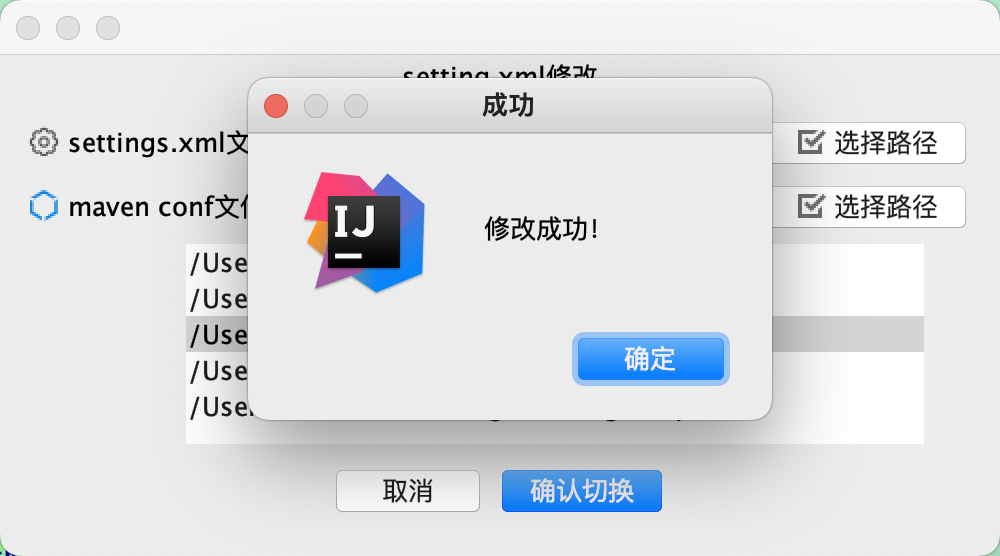 setting.xml修改
成功
settings.xml文
选择路径
IJ
修改成功!
maven conf文件
选择路径
/Use
/Use
/Use
/Use
/User
确定
取消
确认切换